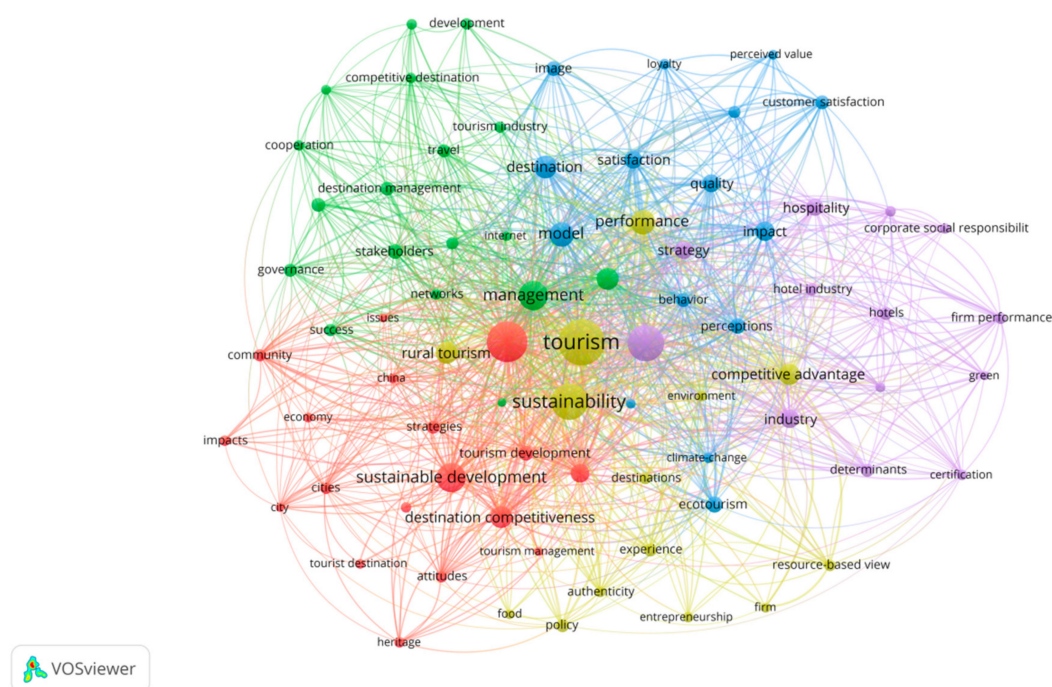 development
image
loyalty
perceived value
competitive destination
customer satisfaction
tourism industry
cooperation
travel
destination
satisfaction
destination management
quality
hospitality
performance
corporate social responsibilit
model
internet
impact
stakeholders
strategy
governance
hotel industry
networks
management
behavior
hotels
issues
firm performance
success
perceptions
community
rural tourism
tourism
china
competitive advantage
green
sustainability
environment
economy
strategies
industry
impacts
tourism development
climate change
sustainable development
destinations
determinants
certification
cities
city
ecotourism
destination competitiveness
tourism management
experience
tourist destination
attitudes
resource-based view
authenticity
food
policy
entrepreneurship
firm
heritage
VOSviewer